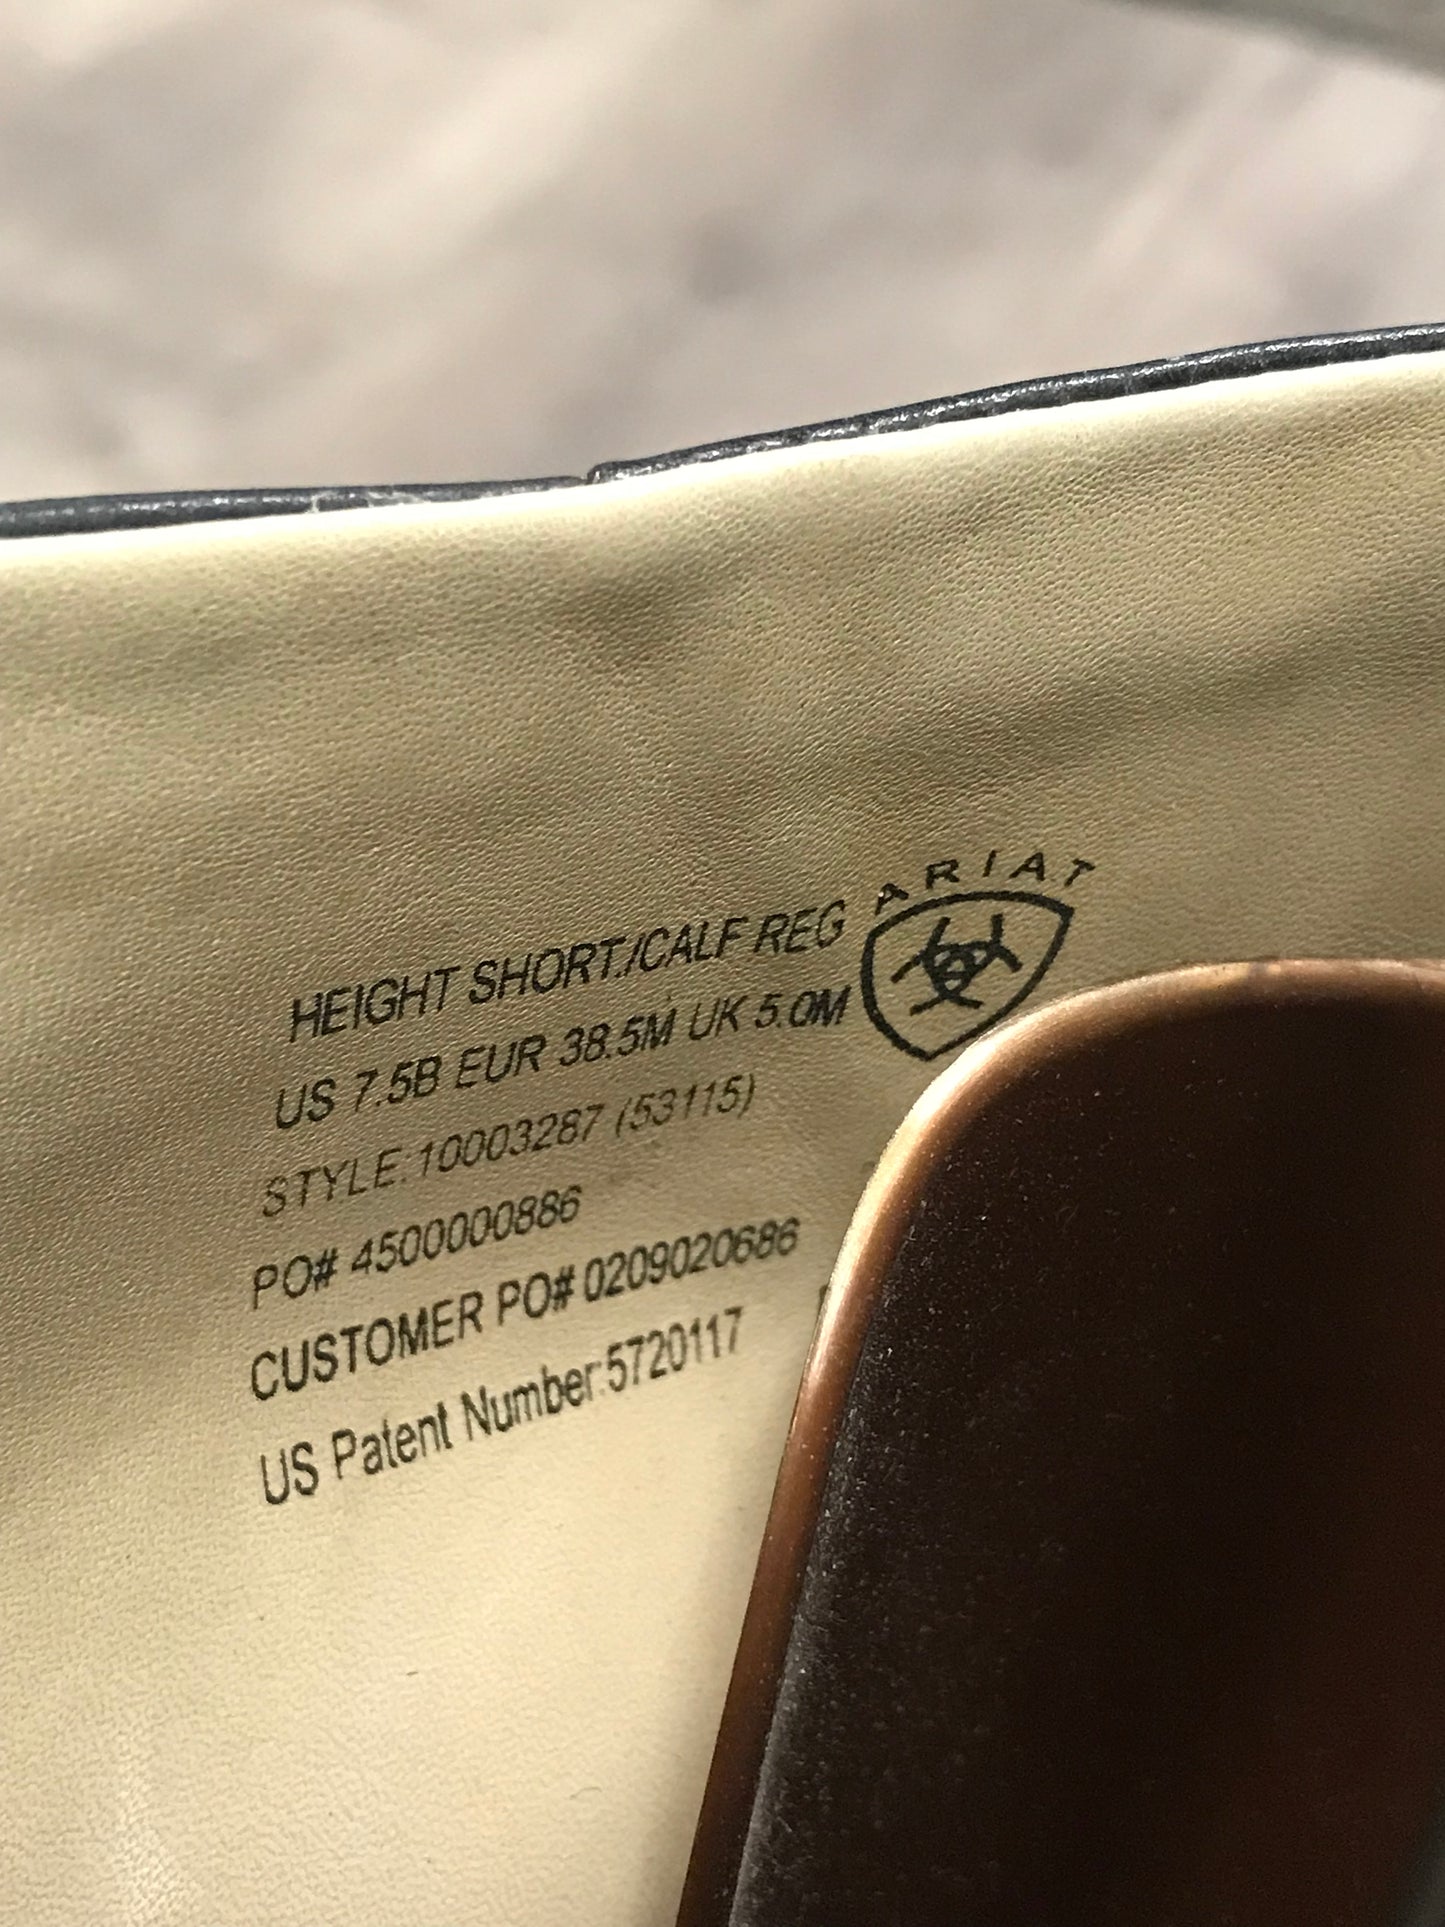 ARIAT
HEIGHT SHORT./CALF REG
US 7.5B EUR 38.5M UK 5.0M
STYLE:10003287 (53115)
PO# 4500000886
CUSTOMER PO# 0209020686
US Patent Number:5720117